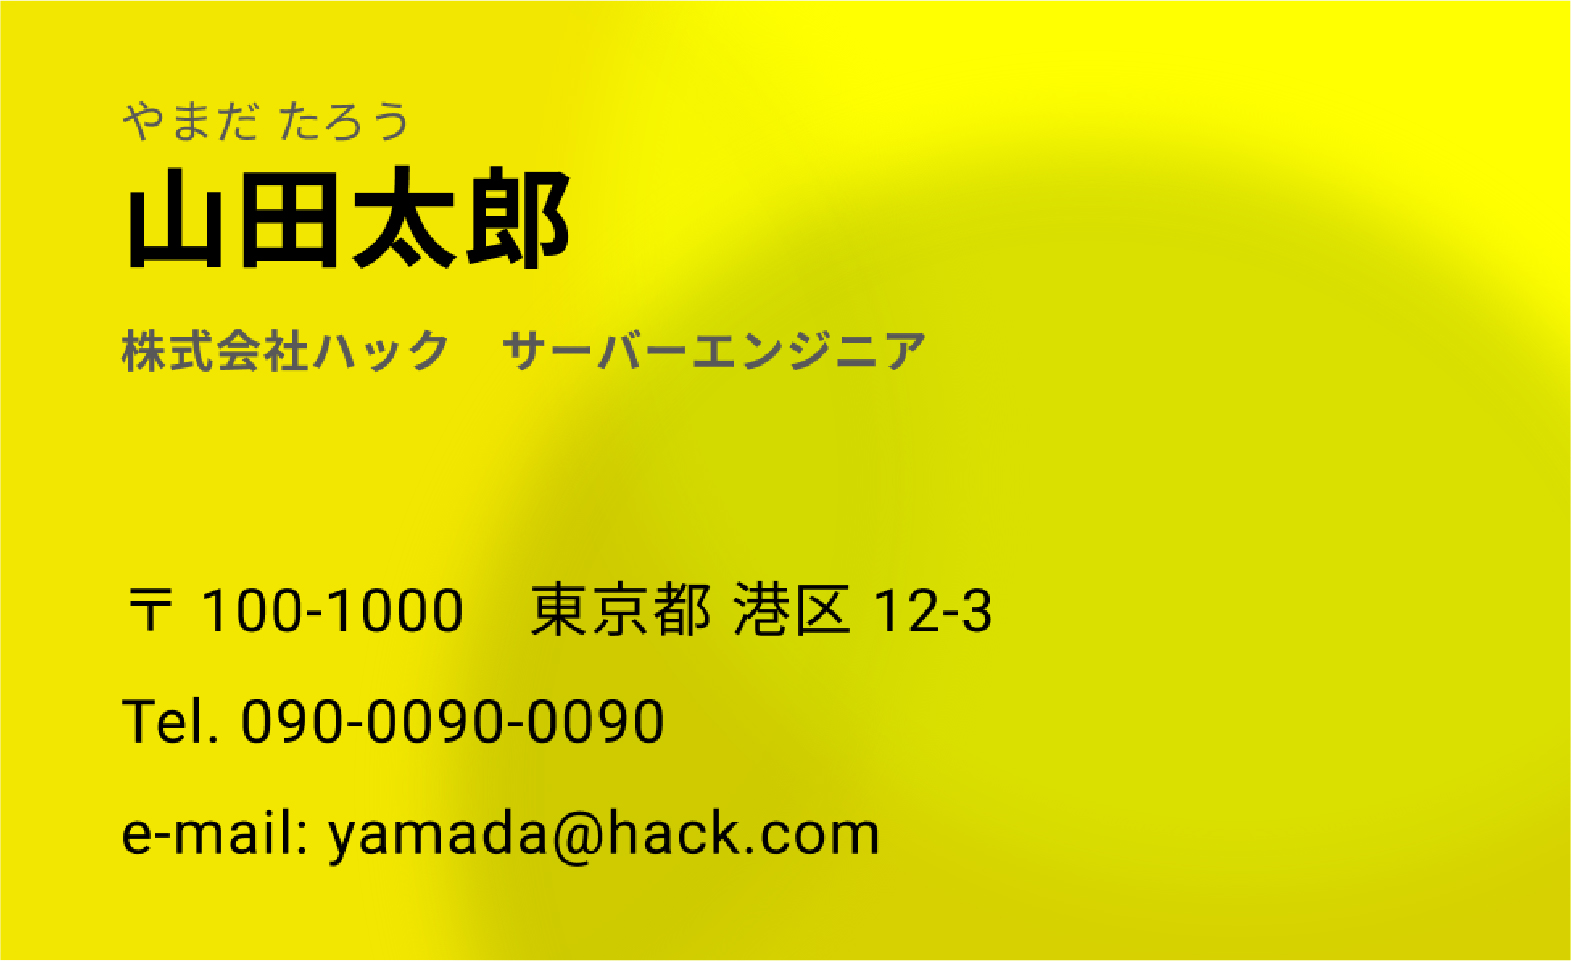 やまだ たろう
山田太郎
株式会社ハック　サーバーエンジニア
〒 100-1000　東京都 港区 12-3
Tel. 090-0090-0090
e-mail: yamada@hack.com